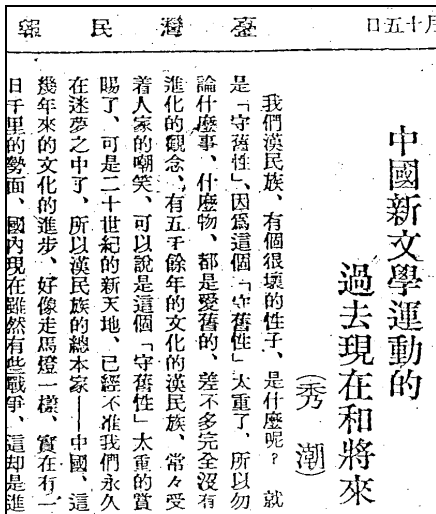 月十五日
臺灣民報
中國新文學運動的
過去現在和將來
(秀潮)
我們漢民族、有個很壞的性子、是什麼呢?就
是「守舊性」、因爲這個「守舊性」太重了、所以勿
論什麼事、什麼物、都是愛舊的、差不多完全沒有
進化的觀念、有五千餘年的文化的漢民族、常々受
着人家的嘲笑、可以說是這個「守舊性」太重的賞
賜了、可是二十世紀的新天地、已經不准我們永久
在迷夢之中了、所以漢民族的總本家——中國、這
幾年來的文化的進步、好像走馬燈一樣、實在有一
日千里的勢面、國內現在雖然有些戰爭、這却是進